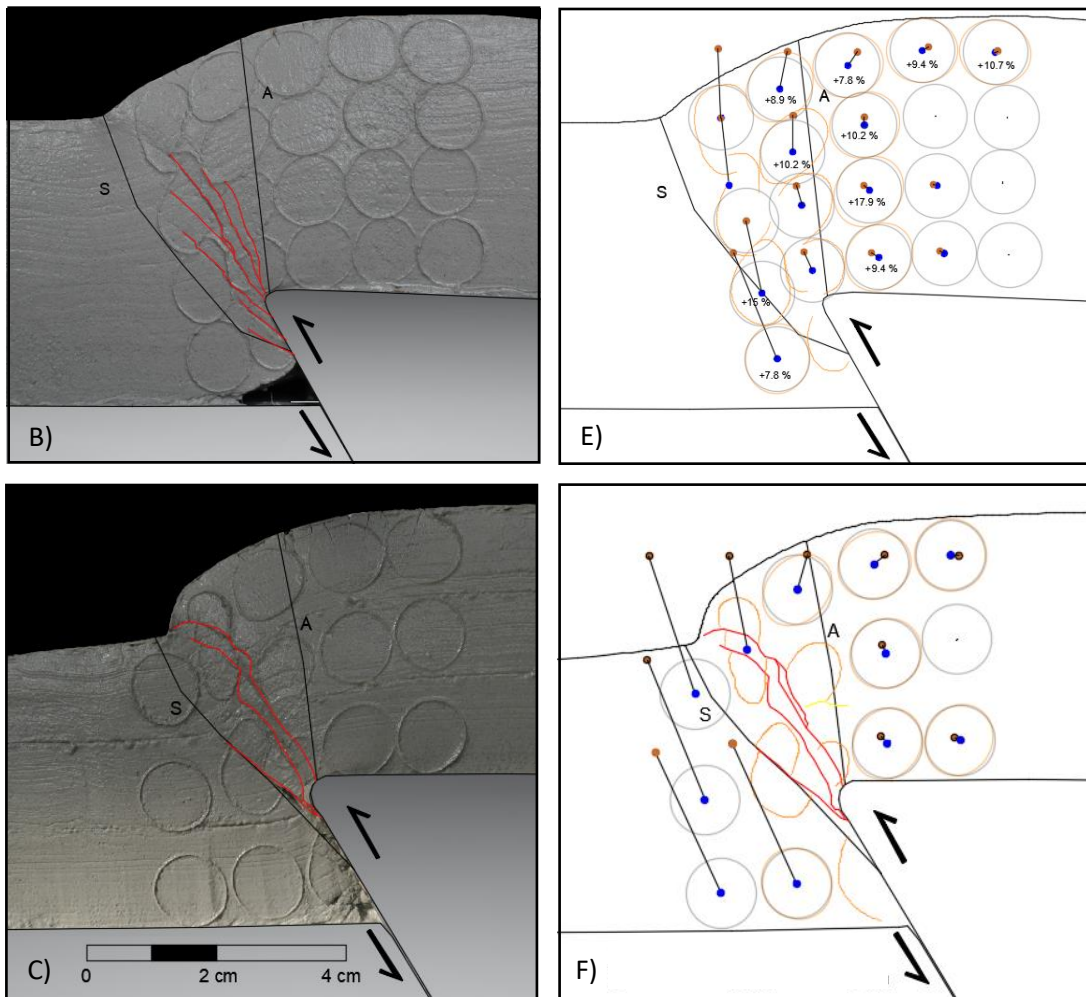 A
S
B)
+9.4 %
+10.7%
+7.8 %
+8.9 %
A
+10.2 %
+10.2 %
S
+17.9 %
+9.4 %
+15 %
+7.8 %
E)
A
S
0
2 cm
4 cm
C)
A
S
F)